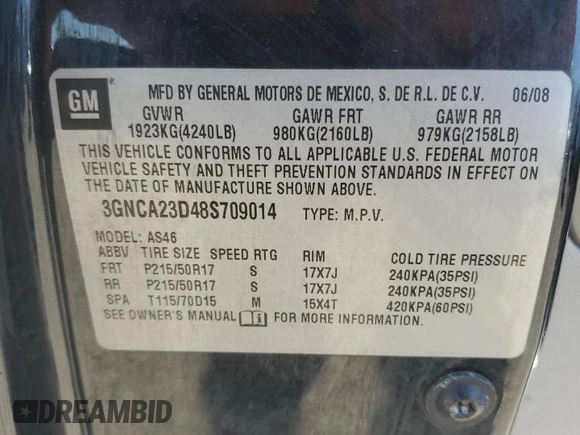 GM ®
MFD BY GENERAL MOTORS DE MEXICO, S. DE R.L. DE C.V. 06/08
GVWR GAWR FRT GAWR RR
1923KG(4240LB) 980KG(2160LB) 979KG(2158LB)
THIS VEHICLE CONFORMS TO ALL APPLICABLE U.S. FEDERAL MOTOR
VEHICLE SAFETY AND THEFT PREVENTION STANDARDS IN EFFECT ON
THE DATE OF MANUFACTURE SHOWN ABOVE.
3GNCA23D48S709014 TYPE: M.P.V.
MODEL: AS46
ABBV TIRE SIZE SPEED RTG RIM COLD TIRE PRESSURE
FRT P215/50R17 S 17X7J 240KPA(35PSI)
RR P215/50R17 S 17X7J 240KPA(35PSI)
SPA T115/70D15 M 15X4T 420KPA(60PSI)
SEE OWNER'S MANUAL FOR MORE INFORMATION.
DREAMBID